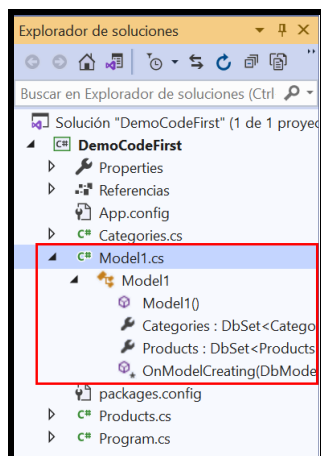 Explorador de soluciones
Buscar en Explorador de soluciones (Ctrl
Solución "DemoCodeFirst" (1 de 1 proyec
C# DemoCodeFirst
Properties
Referencias
App.config
C# Categories.cs
C# Model1.cs
Model1
Model1()
Categories : DbSet<Catego
Products : DbSet<Products
OnModelCreating(DbMode
packages.config
C# Products.cs
C# Program.cs